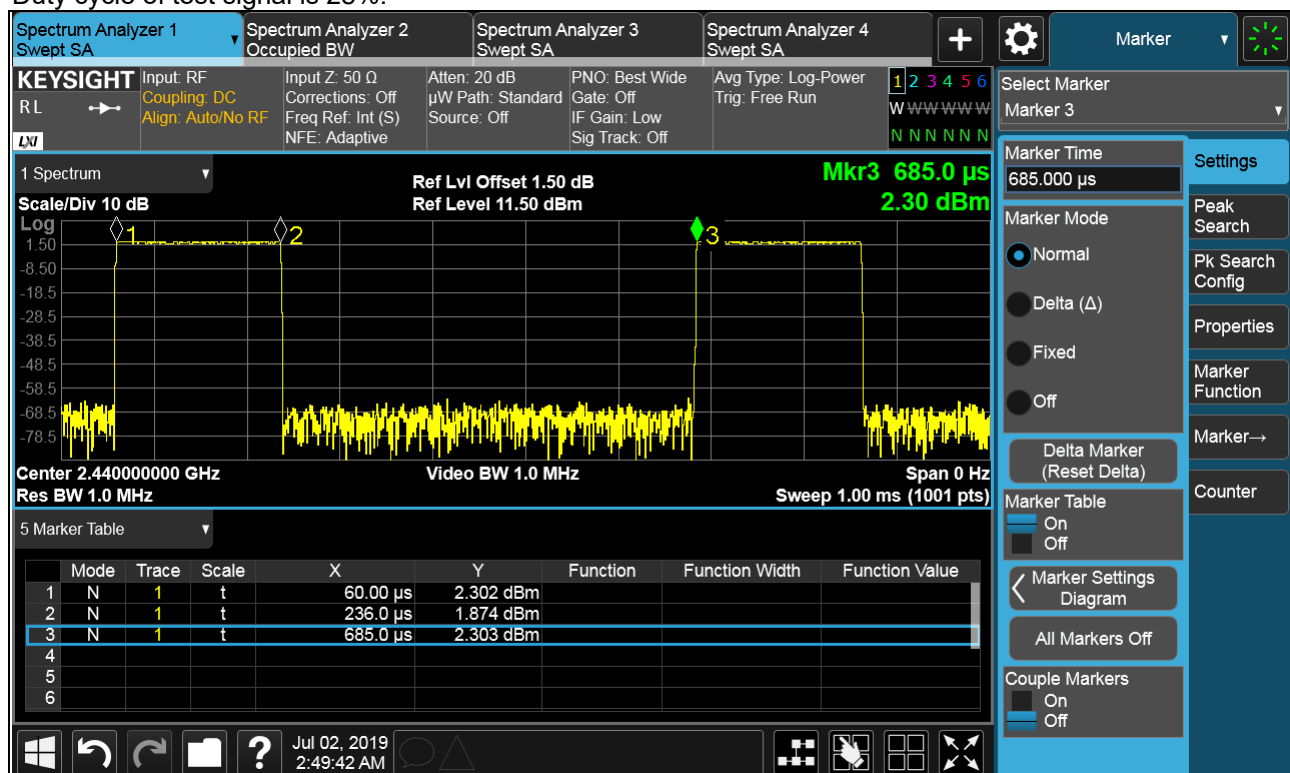 Duty cycle of test signal is
Spectrum Analyzer 1
Swept SA
Spectrum Analyzer 2
Occupied BW
Spectrum Analyzer 3
Swept SA
Spectrum Analyzer 4
Swept SA
Marker
KEYSIGHT
R L
LXI
Input: RF
Coupling: DC
Align: Auto/No RF
Input Z: 50 Ω
Corrections: Off
Freq Ref: Int (S)
NFE: Adaptive
Atten: 20 dB
µW Path: Standard
Source: Off
PNO: Best Wide
Gate: Off
IF Gain: Low
Sig Track: Off
Avg Type: Log-Power
Trig: Free Run
1 2 3 4 5 6
W W W W W W
N N N N N N
Select Marker
Marker 3
1 Spectrum
Scale/Div 10 dB
Ref Lvl Offset 1.50 dB
Ref Level 11.50 dBm
Mkr3 685.0 µs
2.30 dBm
Log
1.50
-8.50
-18.5
-28.5
-38.5
-48.5
-58.5
-68.5
-78.5
1
2
3
Center 2.440000000 GHz
Res BW 1.0 MHz
Video BW 1.0 MHz
Span 0 Hz
Sweep 1.00 ms (1001 pts)
5 Marker Table
Mode Trace Scale X Y Function Function Width Function Value
1 N 1 t 60.00 µs 2.302 dBm
2 N 1 t 236.0 µs 1.874 dBm
3 N 1 t 685.0 µs 2.303 dBm
4
5
6
Marker Time
685.000 µs
Marker Mode
Normal
Delta (Δ)
Fixed
Off
Delta Marker
(Reset Delta)
Marker Table
On
Off
Marker Settings
Diagram
All Markers Off
Couple Markers
On
Off
Settings
Peak
Search
Pk Search
Config
Properties
Marker
Function
Marker→
Counter
?
Jul 02, 2019
2:49:42 AM